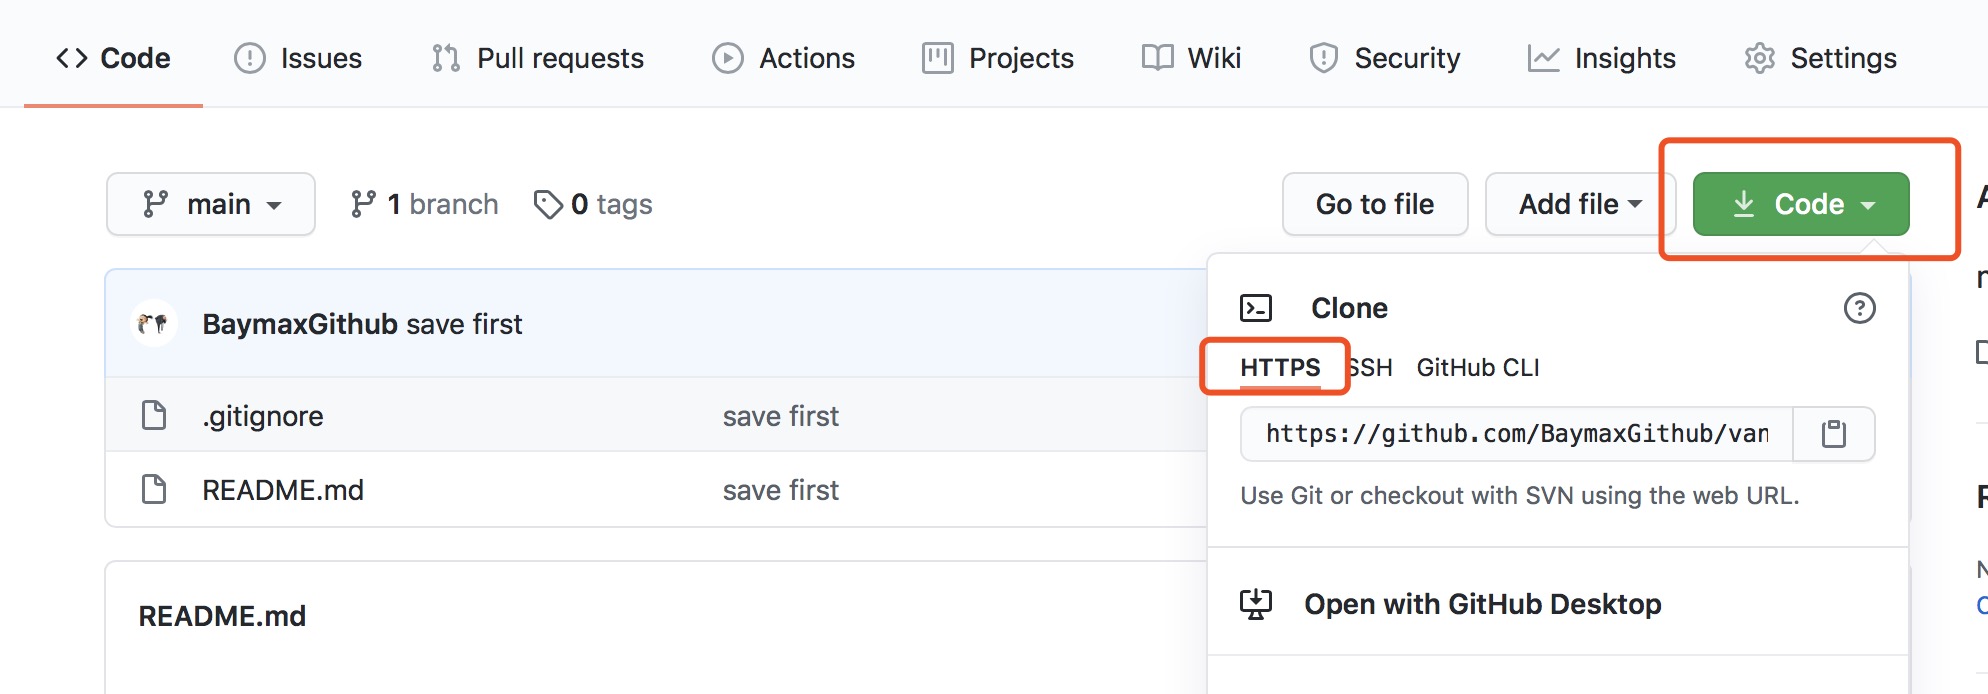 Code Issues Pull requests Actions Projects Wiki Security Insights Settings
main 1 branch 0 tags Go to file Add file Code
BaymaxGithub save first
Clone
HTTPS SSH GitHub CLI
.gitignore save first
https://github.com/BaymaxGithub/van
README.md save first
Use Git or checkout with SVN using the web URL.
Open with GitHub Desktop
README.md